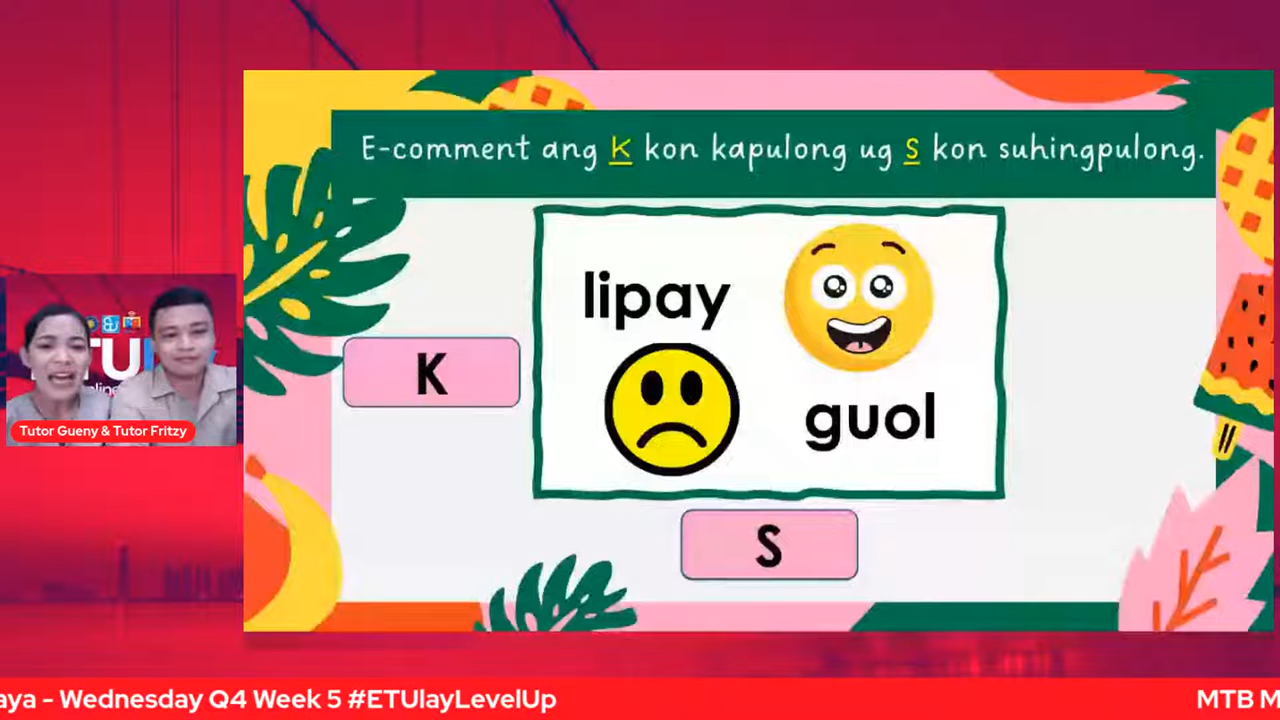 E-comment ang K kon kapulong ug S kon suhingpulong.
lipay
K
guol
S
Tutor Gueny & Tutor Fritzy
aya - Wednesday Q4 Week 5 #ETUlayLevelUp
MTB M